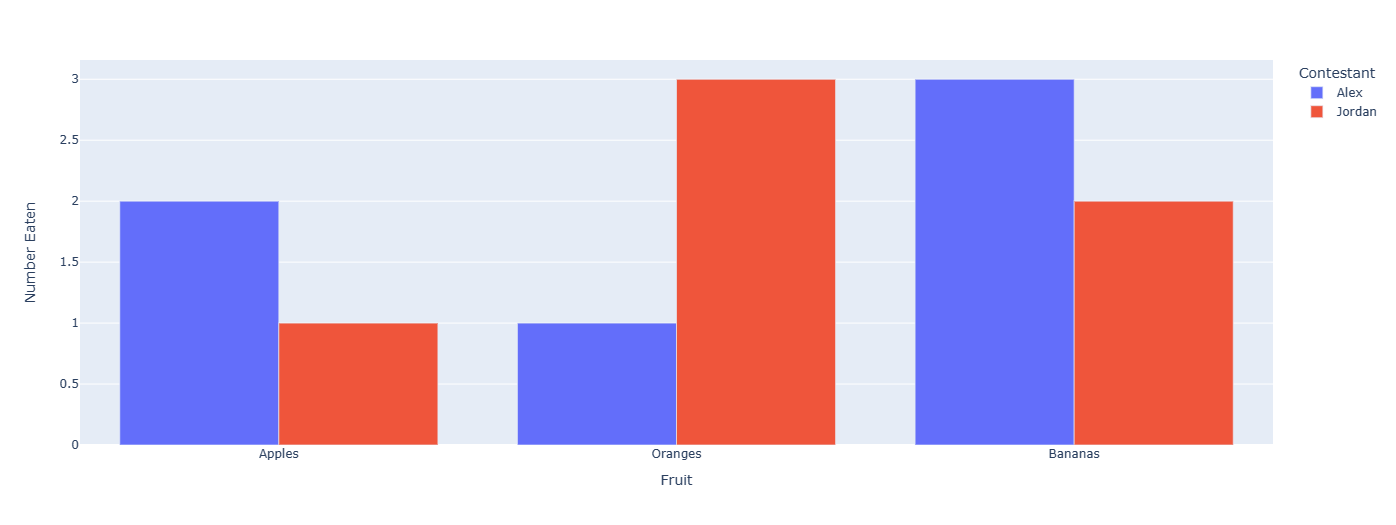 Contestant
Alex
Jordan
Number Eaten
3
2.5
2
1.5
1
0.5
0
Apples
Oranges
Bananas
Fruit